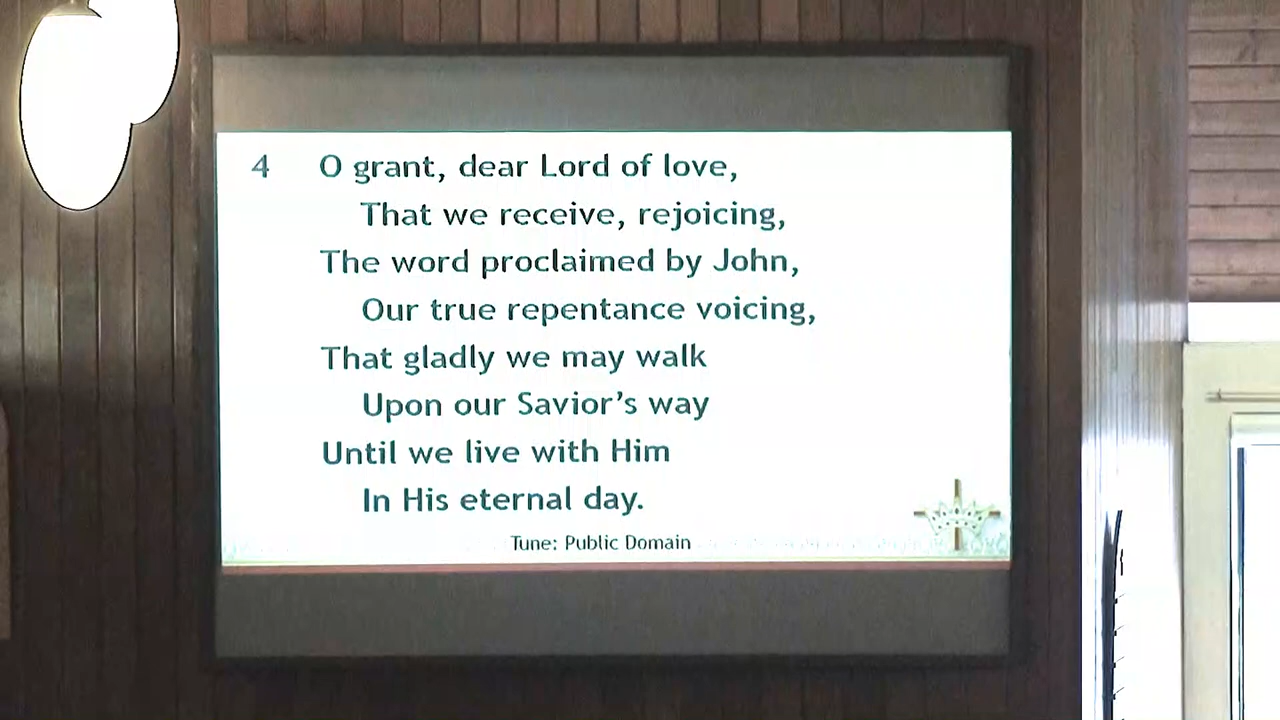 4 O grant, dear Lord of love,
That we receive, rejoicing,
The word proclaimed by John,
Our true repentance voicing,
That gladly we may walk
Upon our Savior's way
Until we live with Him
In His eternal day.
Tune: Public Domain